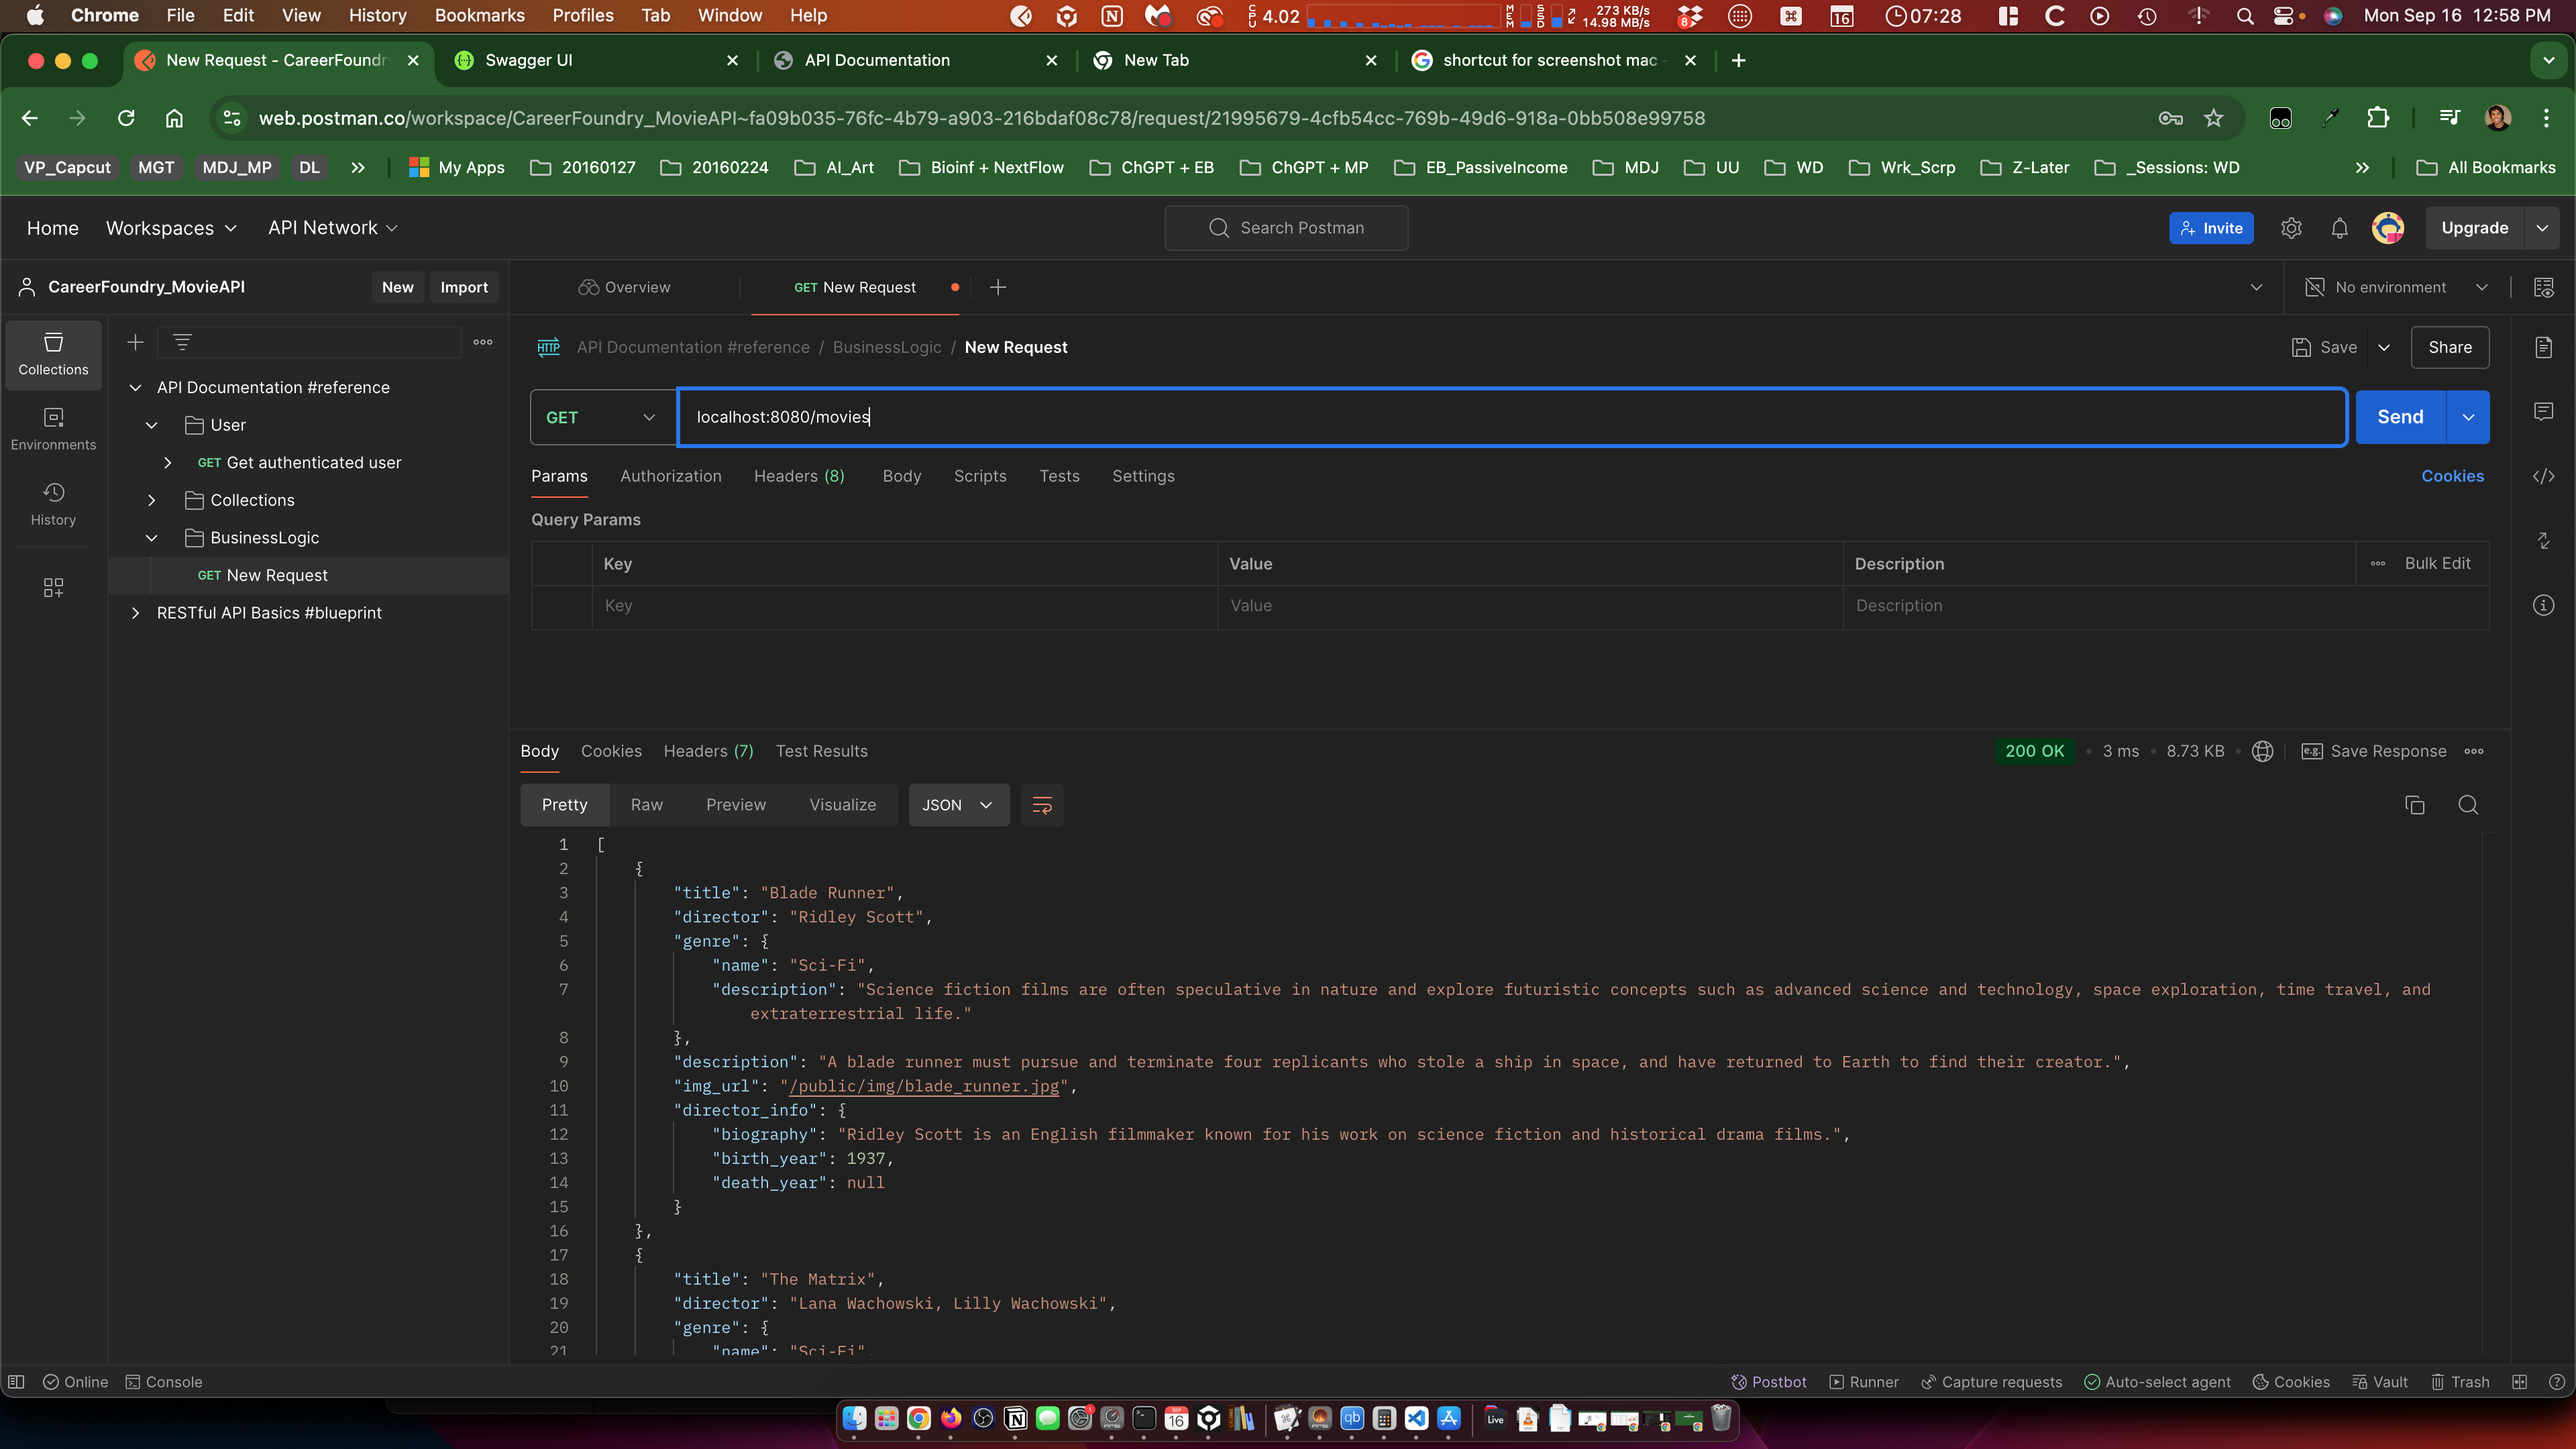 Chrome File Edit View History Bookmarks Profiles Tab Window Help CPU 4.02 MEM SSD 273 KB/s 14.98 MB/s 8 16 07:28 Mon Sep 16 12:58 PM
New Request - CareerFoundr Swagger UI API Documentation New Tab shortcut for screenshot mac -
web.postman.co/workspace/CareerFoundry_MovieAPI~fa09b035-76fc-4b79-a903-216bdaf08c78/request/21995679-4cfb54cc-769b-49d6-918a-0bb508e99758
VP_Capcut MGT MDJ_MP DL » My Apps 20160127 20160224 AI_Art Bioinf + NextFlow ChGPT + EB ChGPT + MP EB_PassiveIncome MDJ UU WD Wrk_Scrp Z-Later _Sessions: WD » All Bookmarks
Home Workspaces API Network Search Postman Invite Upgrade
CareerFoundry_MovieAPI New Import Overview GET New Request No environment
Collections
Environments
History
API Documentation #reference
User
GET Get authenticated user
Collections
BusinessLogic
GET New Request
RESTful API Basics #blueprint
HTTP API Documentation #reference / BusinessLogic / New Request Save Share
GET localhost:8080/movies Send
Params Authorization Headers (8) Body Scripts Tests Settings Cookies
Query Params
Key Value Description Bulk Edit
Key Value Description
Body Cookies Headers (7) Test Results 200 OK 3 ms 8.73 KB e.g. Save Response
Pretty Raw Preview Visualize JSON
1 [
2 {
3 "title": "Blade Runner",
4 "director": "Ridley Scott",
5 "genre": {
6 "name": "Sci-Fi",
7 "description": "Science fiction films are often speculative in nature and explore futuristic concepts such as advanced science and technology, space exploration, time travel, and
extraterrestrial life."
8 },
9 "description": "A blade runner must pursue and terminate four replicants who stole a ship in space, and have returned to Earth to find their creator.",
10 "img_url": "/public/img/blade_runner.jpg",
11 "director_info": {
12 "biography": "Ridley Scott is an English filmmaker known for his work on science fiction and historical drama films.",
13 "birth_year": 1937,
14 "death_year": null
15 }
16 },
17 {
18 "title": "The Matrix",
19 "director": "Lana Wachowski, Lilly Wachowski",
20 "genre": {
21 "name": "Sci-Fi",
Online Console Postbot Runner Capture requests Auto-select agent Cookies Vault Trash
SEP 16 qb Live